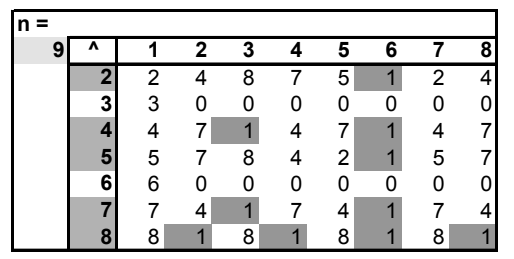 n =
9 ^ 1 2 3 4 5 6 7 8
2 2 4 8 7 5 1 2 4
3 3 0 0 0 0 0 0 0
4 4 7 1 4 7 1 4 7
5 5 7 8 4 2 1 5 7
6 6 0 0 0 0 0 0 0
7 7 4 1 7 4 1 7 4
8 8 1 8 1 8 1 8 1